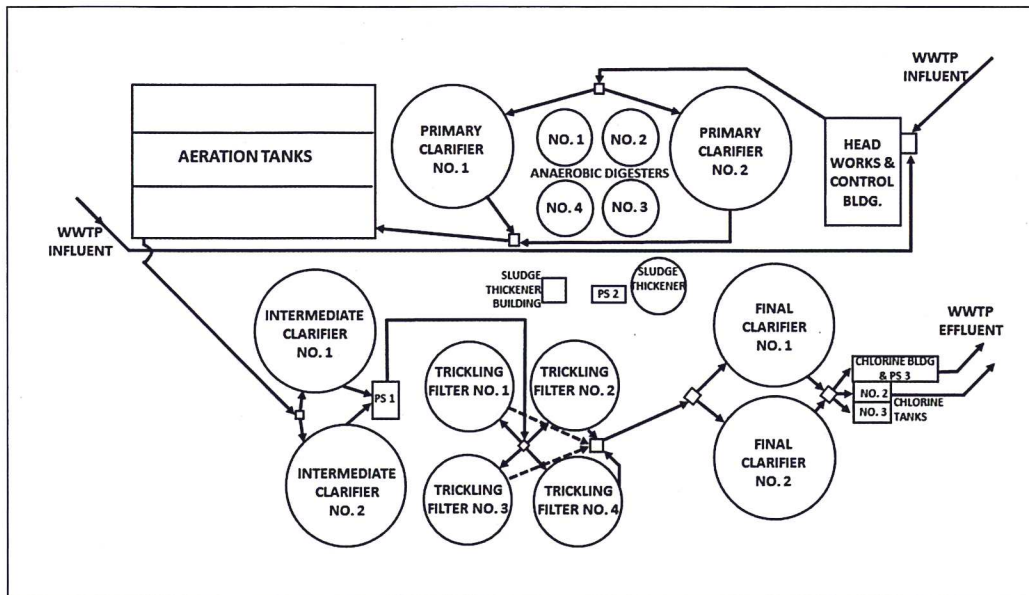 WWTP
INFLUENT
AERATION TANKS
PRIMARY
CLARIFIER
NO. 1
NO. 1
NO. 2
ANAEROBIC DIGESTERS
NO. 4
NO. 3
PRIMARY
CLARIFIER
NO. 2
HEAD
WORKS &
CONTROL
BLDG.
WWTP
INFLUENT
SLUDGE
THICKENER
BUILDING
PS 2
SLUDGE
THICKENER
INTERMEDIATE
CLARIFIER
NO. 1
PS 1
INTERMEDIATE
CLARIFIER
NO. 2
TRICKLING
FILTER NO. 1
TRICKLING
FILTER NO. 2
TRICKLING
FILTER NO. 3
TRICKLING
FILTER NO. 4
FINAL
CLARIFIER
NO. 1
FINAL
CLARIFIER
NO. 2
WWTP
EFFLUENT
CHLORINE BLDG
& PS 3
NO. 2
NO. 3
CHLORINE
TANKS